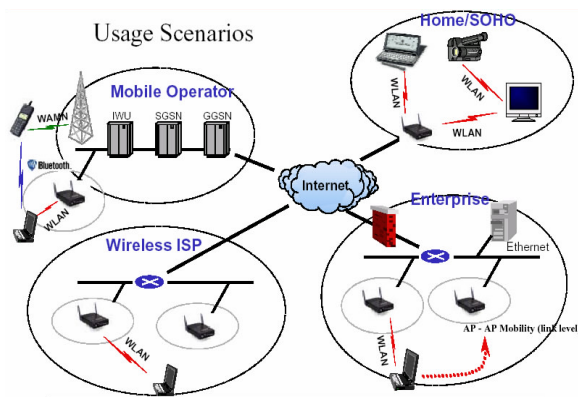 Usage Scenarios
Home/SOHO
Mobile Operator
WAMN
IWU
SGSN
GGSN
WLAN
WLAN
WLAN
Bluetooth
WLAN
Internet
Enterprise
Ethernet
Wireless ISP
WLAN
WLAN
AP - AP Mobility (link level